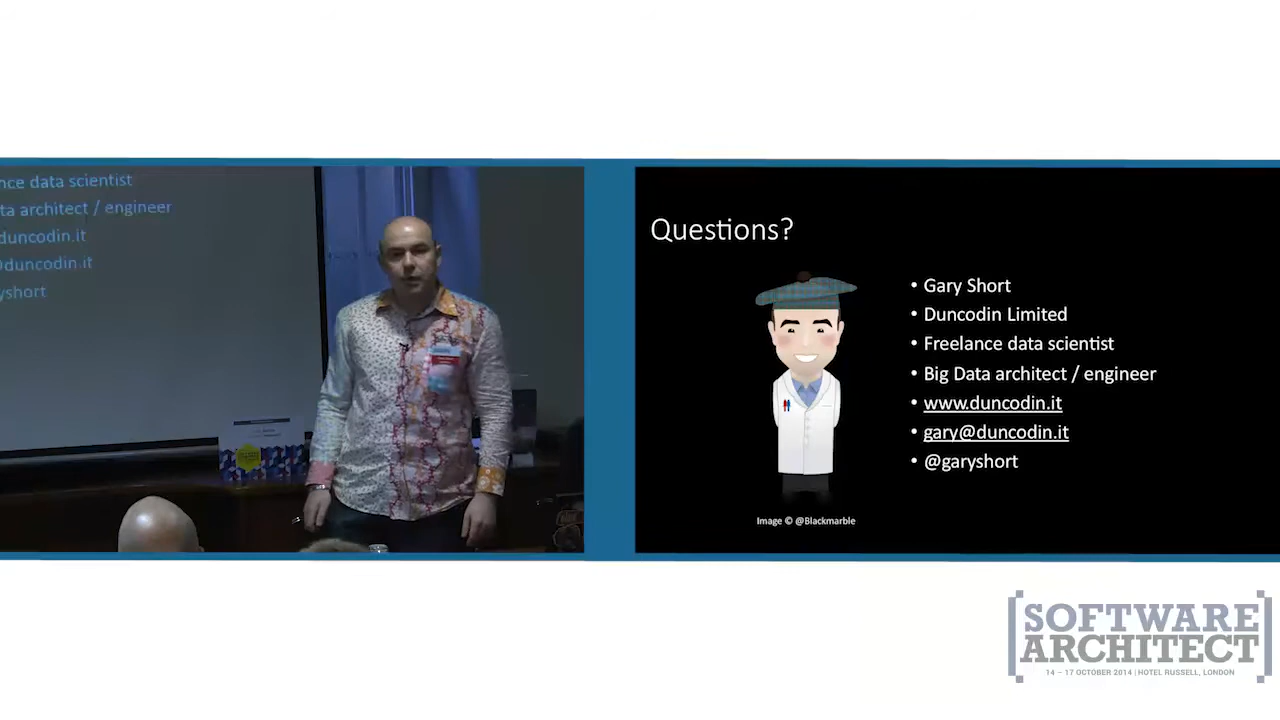 nce data scientist
ta architect / engineer
duncodin.it
@duncodin.it
yshort
Questions?
• Gary Short
• Duncodin Limited
• Freelance data scientist
• Big Data architect / engineer
• www.duncodin.it
• gary@duncodin.it
• @garyshort
Image © @Blackmarble
[SOFTWARE
ARCHITECT]
14 – 17 OCTOBER 2014 | HOTEL RUSSELL, LONDON